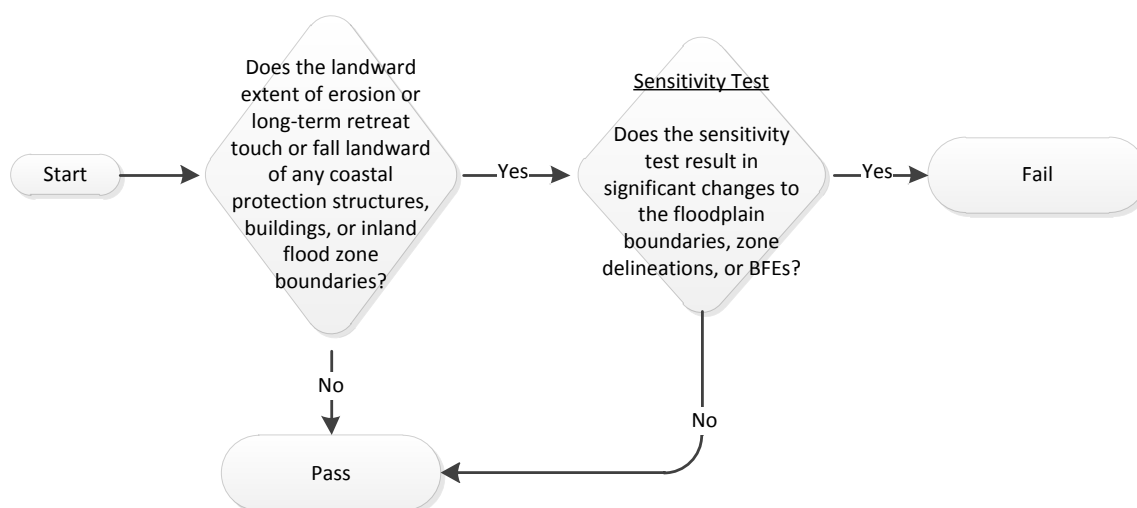 Start
Does the landward
extent of erosion or
long-term retreat
touch or fall landward
of any coastal
protection structures,
buildings, or inland
flood zone
boundaries?
Yes
Sensitivity Test
Does the sensitivity
test result in
significant changes to
the floodplain
boundaries, zone
delineations, or BFEs?
Yes
Fail
No
No
Pass